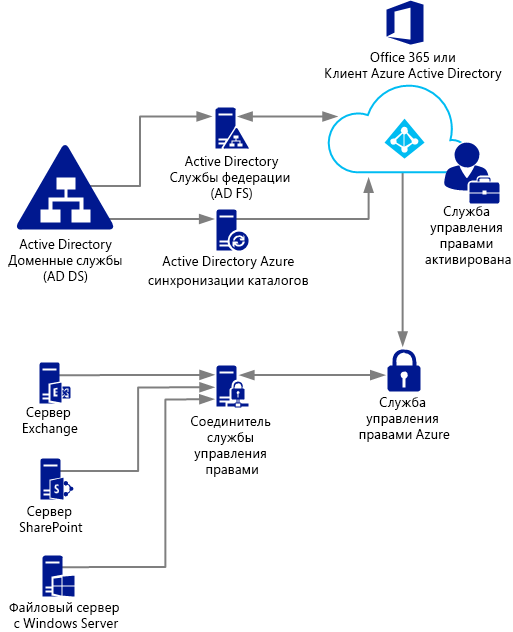 Office 365 или
Клиент Azure Active Directory
Active Directory
Службы федерации
(AD FS)
Active Directory
Доменные службы
(AD DS)
Active Directory Azure
синхронизации каталогов
Служба
управления
правами
активирована
Сервер
Exchange
E
Соединитель
службы
управления
правами
Служба
управления
правами Azure
S
Сервер
SharePoint
Файловый сервер
с Windows Server